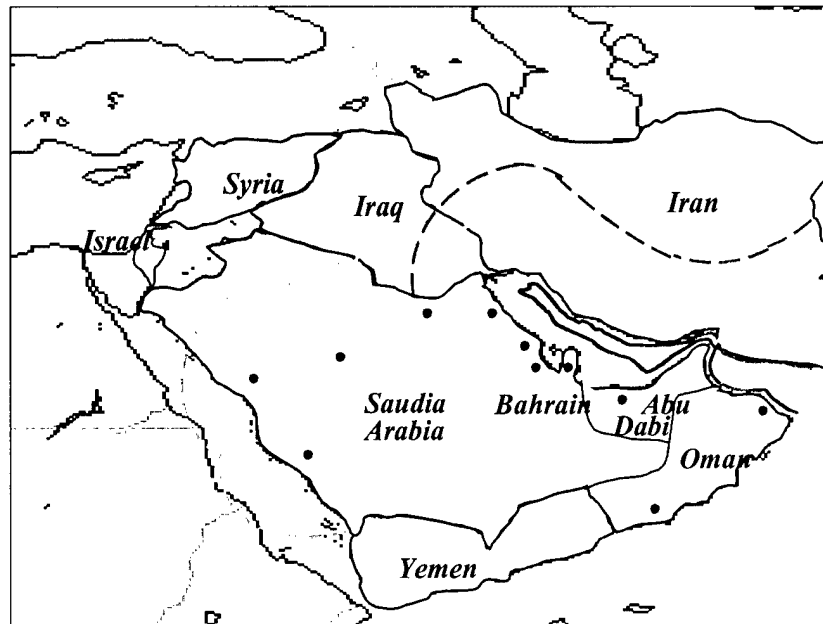 Syria
Iraq
Iran
Israel
Saudia
Arabia
Bahrain
Abu
Dabi
Oman
Yemen